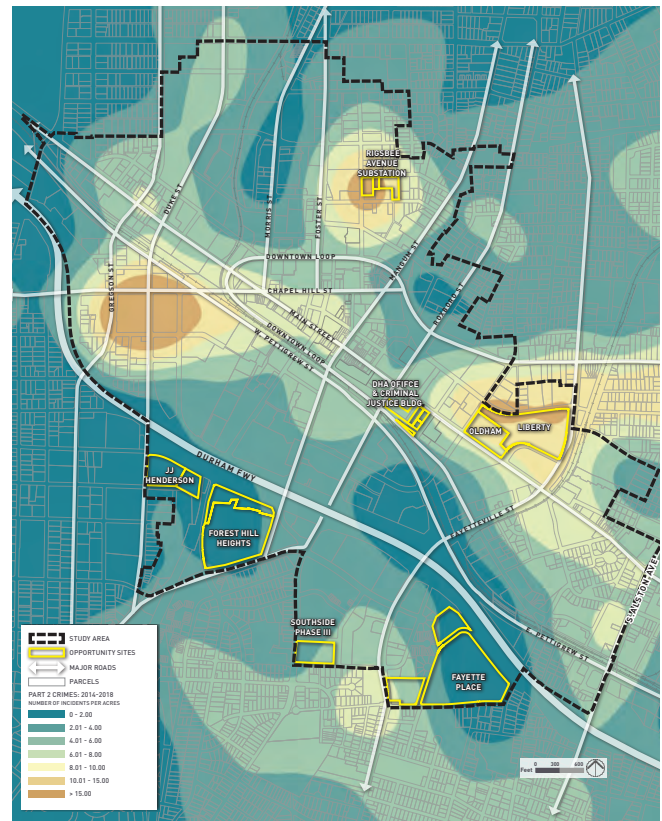 RIGSBEE
AVENUE
SUBSTATION
DUKE ST
MORRIS ST
FOSTER ST
MANGUM ST
DOWNTOWN LOOP
GREGSON ST
CHAPEL HILL ST
ROXBORO ST
MAIN STREET
DOWNTOWN LOOP
W. PETTIGREW ST
DHA OFIFCE
& CRIMINAL
JUSTICE BLDG
OLDHAM
LIBERTY
DURHAM FWY
JJ
HENDERSON
FOREST HILL
HEIGHTS
FAYETTEVILLE ST
S ALSTON AVE
SOUTHSIDE
PHASE III
E. PETTIGREW ST
FAYETTE
PLACE
STUDY AREA
OPPORTUNITY SITES
MAJOR ROADS
PARCELS
PART 2 CRIMES: 2014-2018
NUMBER OF INCIDENTS PER ACRES
0 - 2.00
2.01 - 4.00
4.01 - 6.00
6.01 - 8.00
8.01 - 10.00
10.01 - 15.00
> 15.00
0 300 600
Feet